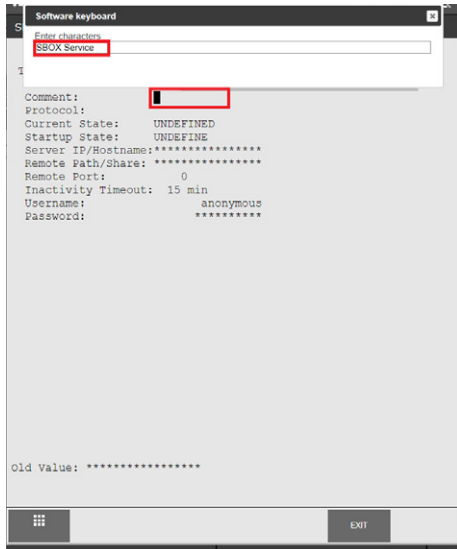 Software keyboard
Enter characters
SBOX Service
Comment:
Protocol:
Current State: UNDEFINED
Startup State: UNDEFINE
Server IP/Hostname:****************
Remote Path/Share: ****************
Remote Port: 0
Inactivity Timeout: 15 min
Username: anonymous
Password: **********
Old Value: *****************
EXIT